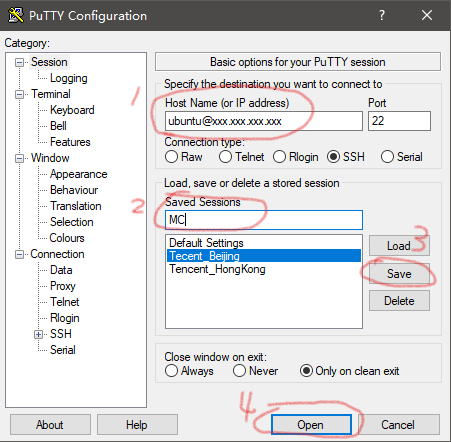 PuTTY Configuration
Category:
Session
Logging
Terminal
Keyboard
Bell
Features
Window
Appearance
Behaviour
Translation
Selection
Colours
Connection
Data
Proxy
Telnet
Rlogin
SSH
Serial
Basic options for your PuTTY session
Specify the destination you want to connect to
1
Host Name (or IP address) Port
ubuntu@xxx.xxx.xxx.xxx 22
Connection type:
Raw Telnet Rlogin SSH Serial
Load, save or delete a stored session
2
Saved Sessions
MC
Default Settings
Tecent_Beijing
Tencent_HongKong
Load
3
Save
Delete
Close window on exit:
Always Never Only on clean exit
4
About Help Open Cancel